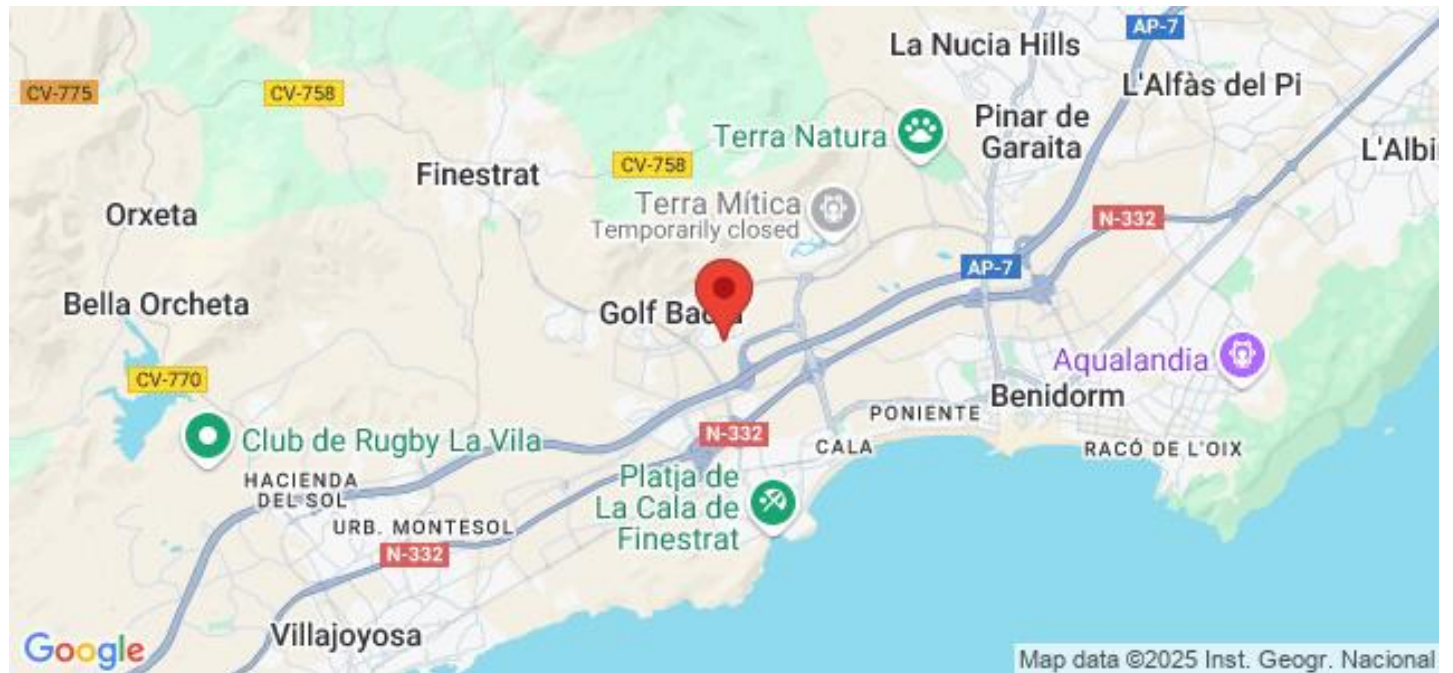 AP-7
La Nucia Hills
CV-775
CV-758
L'Alfàs del Pi
Terra Natura
Pinar de
Garaita
L'Albi
Finestrat
CV-758
Terra Mítica
Temporarily closed
Orxeta
N-332
AP-7
Bella Orcheta
Golf
Aqualandia
CV-770
Benidorm
PONIENTE
Club de Rugby La Vila
N-332
CALA
RACÓ DE L'OIX
HACIENDA
DEL SOL
Platja de
La Cala de
Finestrat
URB. MONTESOL
N-332
Villajoyosa
Google
Map data ©2025 Inst. Geogr. Nacional